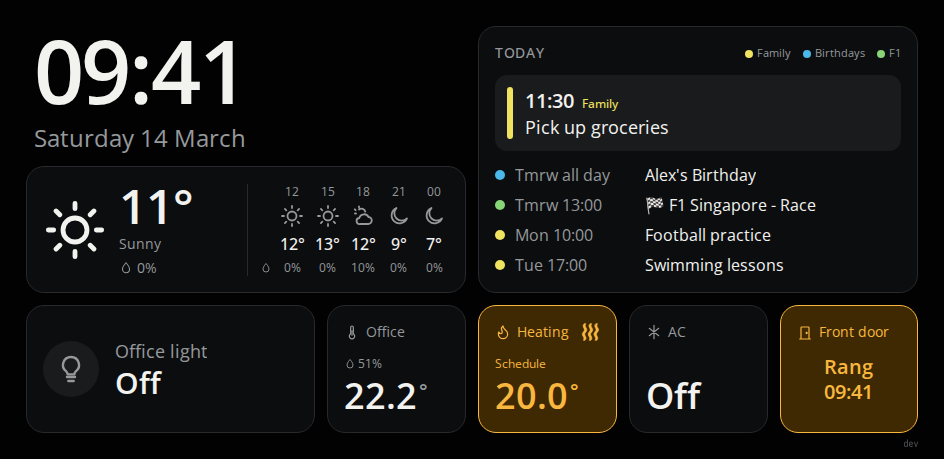 09:41
Saturday 14 March
11°
Sunny
0%
12 15 18 21 00
12° 13° 12° 9° 7°
0% 0% 10% 0% 0%
TODAY
Family Birthdays F1
11:30 Family
Pick up groceries
Tmrw all day Alex's Birthday
Tmrw 13:00 🏁 F1 Singapore - Race
Mon 10:00 Football practice
Tue 17:00 Swimming lessons
Office light
Off
Office
51%
22.2°
Heating
Schedule
20.0°
AC
Off
Front door
Rang
09:41
dev